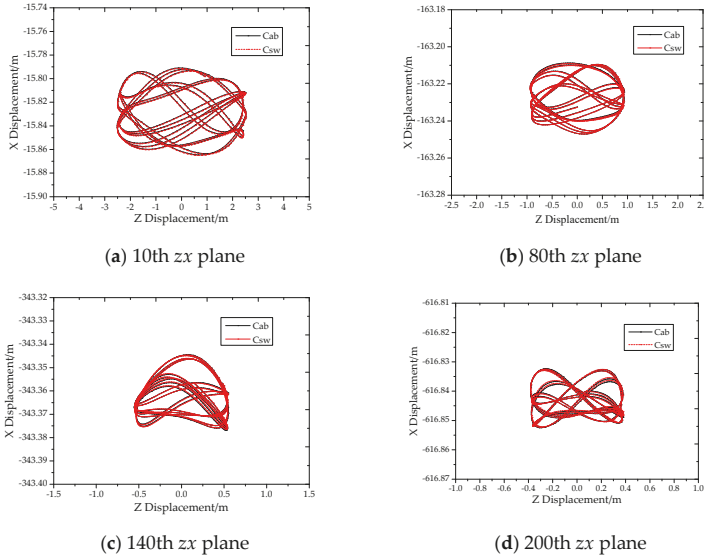 -15.74
-15.76
-15.78
-15.80
-15.82
-15.84
-15.86
-15.88
-15.90
X Displacement/m
Cab
Csw
-5 -4 -3 -2 -1 0 1 2 3 4 5
Z Displacement/m
(a) 10th zx plane
-163.18
-163.20
-163.22
-163.24
-163.26
-163.28
X Displacement/m
Cab
Csw
-2.5 -2.0 -1.5 -1.0 -0.5 0.0 0.5 1.0 1.5 2.0 2.5
Z Displacement/m
(b) 80th zx plane
-343.32
-343.33
-343.34
-343.35
-343.36
-343.37
-343.38
-343.39
-343.40
X Displacement/m
Cab
Csw
-1.5 -1.0 -0.5 0.0 0.5 1.0 1.5
Z Displacement/m
(c) 140th zx plane
-616.81
-616.82
-616.83
-616.84
-616.85
-616.86
-616.87
X Displacement/m
Cab
Csw
-1.0 -0.8 -0.6 -0.4 -0.2 0.0 0.2 0.4 0.6 0.8 1.0
Z Displacement/m
(d) 200th zx plane